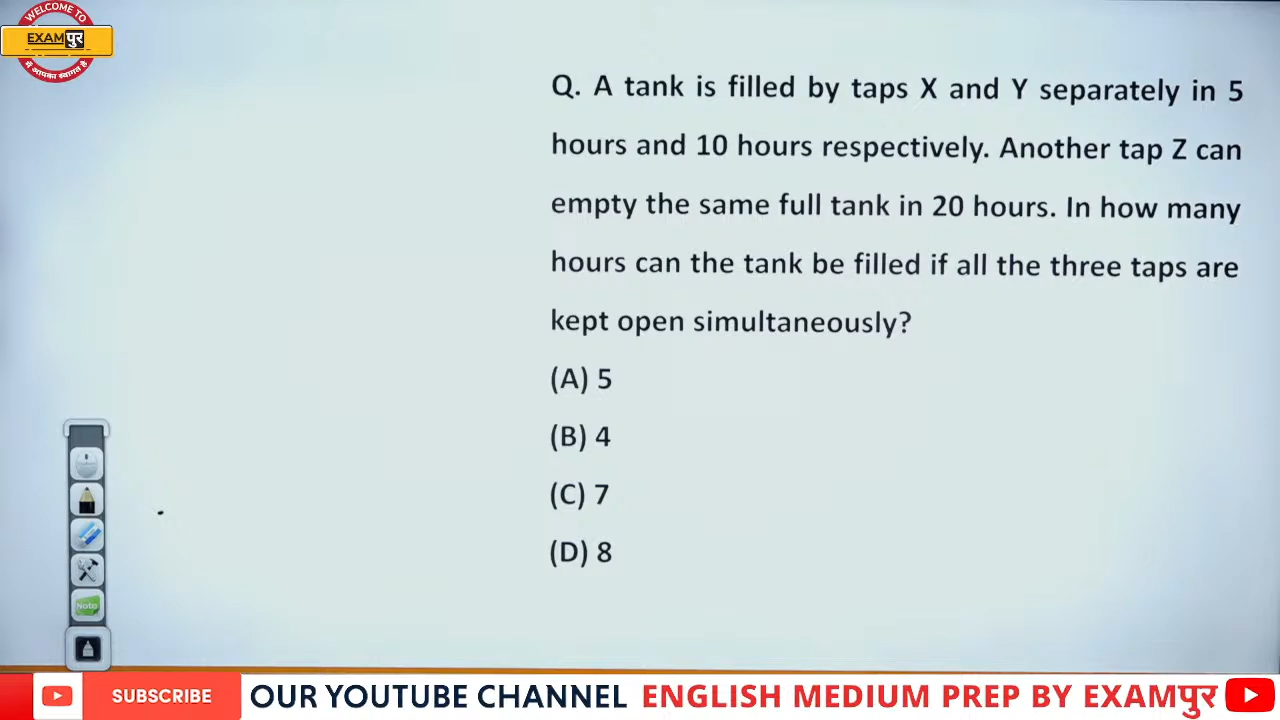 WELCOME TO
EXAMपुर
में आपका स्वागत है
Q. A tank is filled by taps X and Y separately in 5
hours and 10 hours respectively. Another tap Z can
empty the same full tank in 20 hours. In how many
hours can the tank be filled if all the three taps are
kept open simultaneously?
(A) 5
(B) 4
(C) 7
(D) 8
Note
SUBSCRIBE OUR YOUTUBE CHANNEL ENGLISH MEDIUM PREP BY EXAMपुर